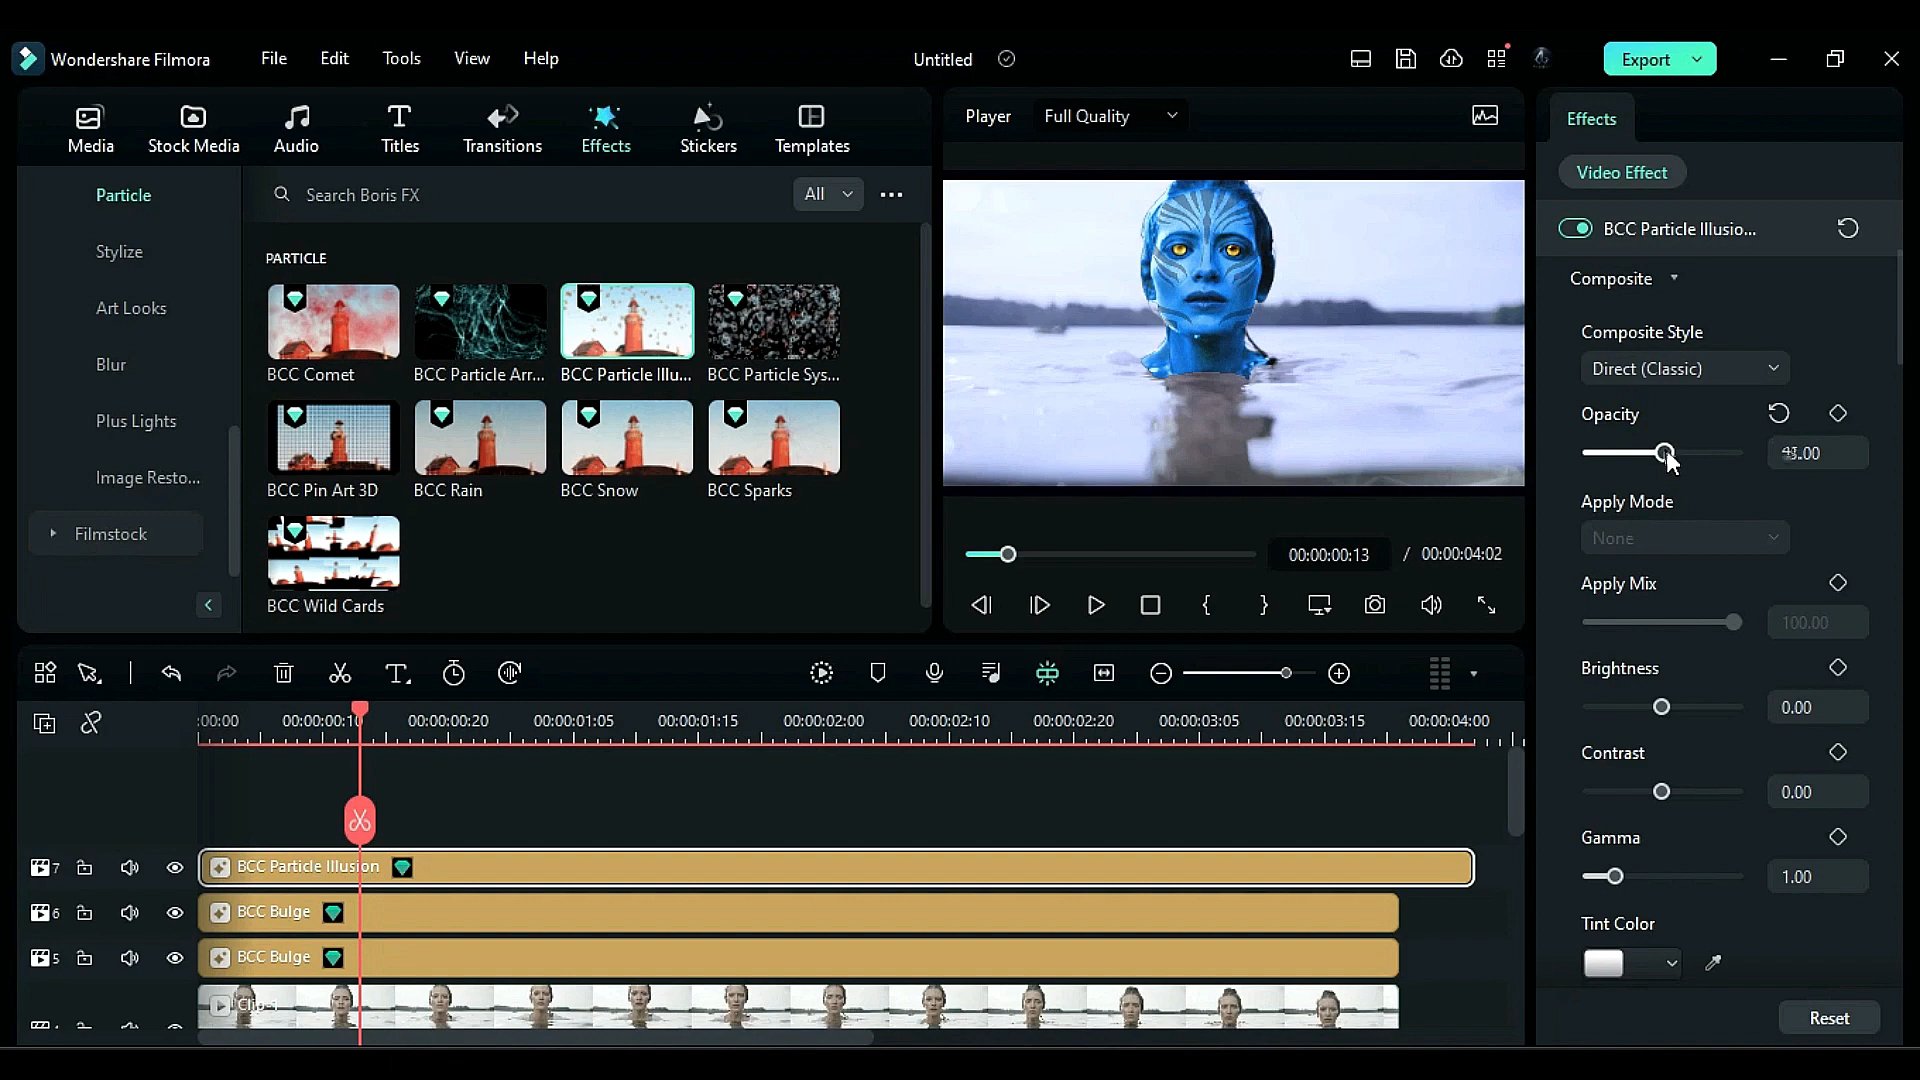 Wondershare Filmora
File
Edit
Tools
View
Help
Untitled
Export
Media
Stock Media
Audio
Titles
Transitions
Effects
Stickers
Templates
Player
Full Quality
Effects
Video Effect
Particle
Stylize
Art Looks
Blur
Plus Lights
Image Resto...
Filmstock
Search Boris FX
All
PARTICLE
BCC Comet
BCC Particle Arr...
BCC Particle Illu...
BCC Particle Sys...
BCC Pin Art 3D
BCC Rain
BCC Snow
BCC Sparks
BCC Wild Cards
00:00:00:13 / 00:00:04:02
BCC Particle Illusio...
Composite
Composite Style
Direct (Classic)
Opacity
Apply Mode
None
Apply Mix
100.00
Brightness
0.00
Contrast
0.00
Gamma
1.00
Tint Color
Reset
:00:00
00:00:00:10
00:00:00:20
00:00:01:05
00:00:01:15
00:00:02:00
00:00:02:10
00:00:02:20
00:00:03:05
00:00:03:15
00:00:04:00
7
BCC Particle Illusion
6
BCC Bulge
5
BCC Bulge